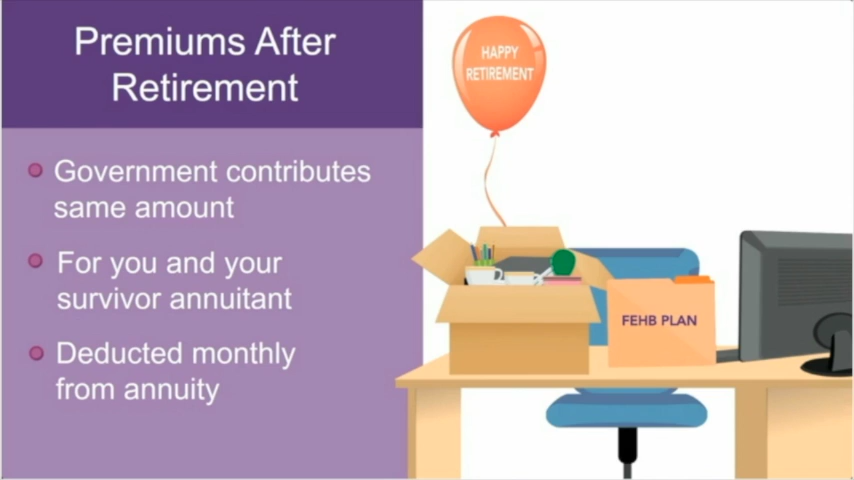 Premiums After
Retirement
Government contributes
same amount
For you and your
survivor annuitant
Deducted monthly
from annuity
HAPPY
RETIREMENT
FEHB PLAN